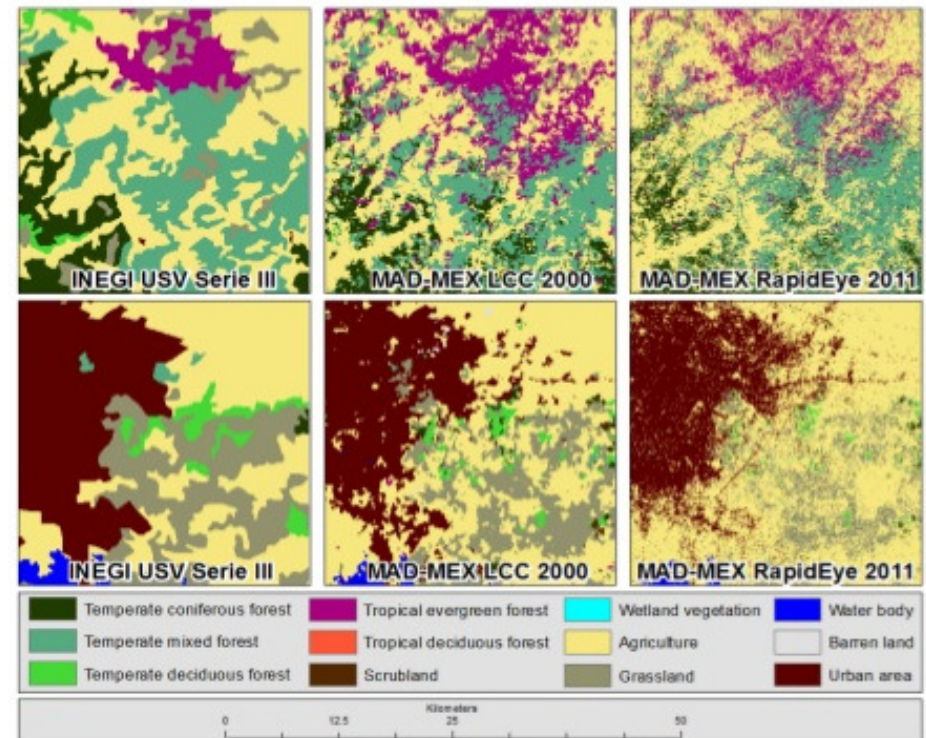 INEGI USV Serie III MAD-MEX LCC 2000 MAD-MEX RapidEye 2011
INEGI USV Serie III MAD-MEX LCC 2000 MAD-MEX RapidEye 2011
Temperate coniferous forest Tropical evergreen forest Wetland vegetation Water body
Temperate mixed forest Tropical deciduous forest Agriculture Barren land
Temperate deciduous forest Scrubland Grassland Urban area
Kilometers
0 12.5 25 50